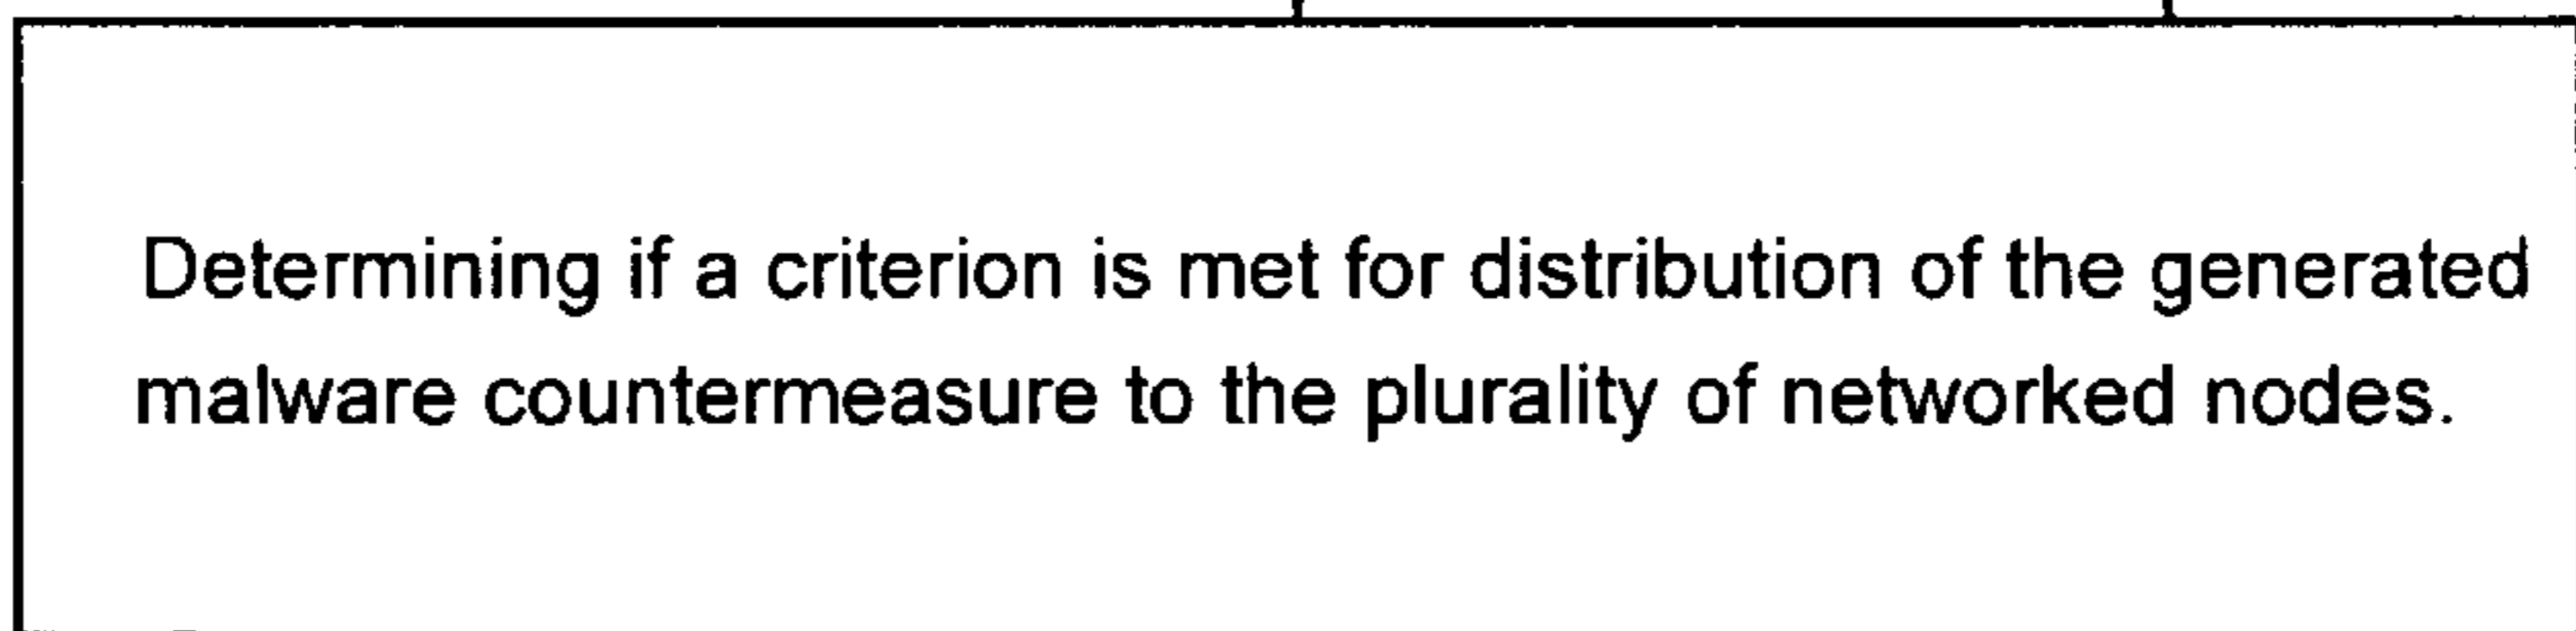 Determining if a criterion is met for distribution of the generated
malware countermeasure to the plurality of networked nodes.